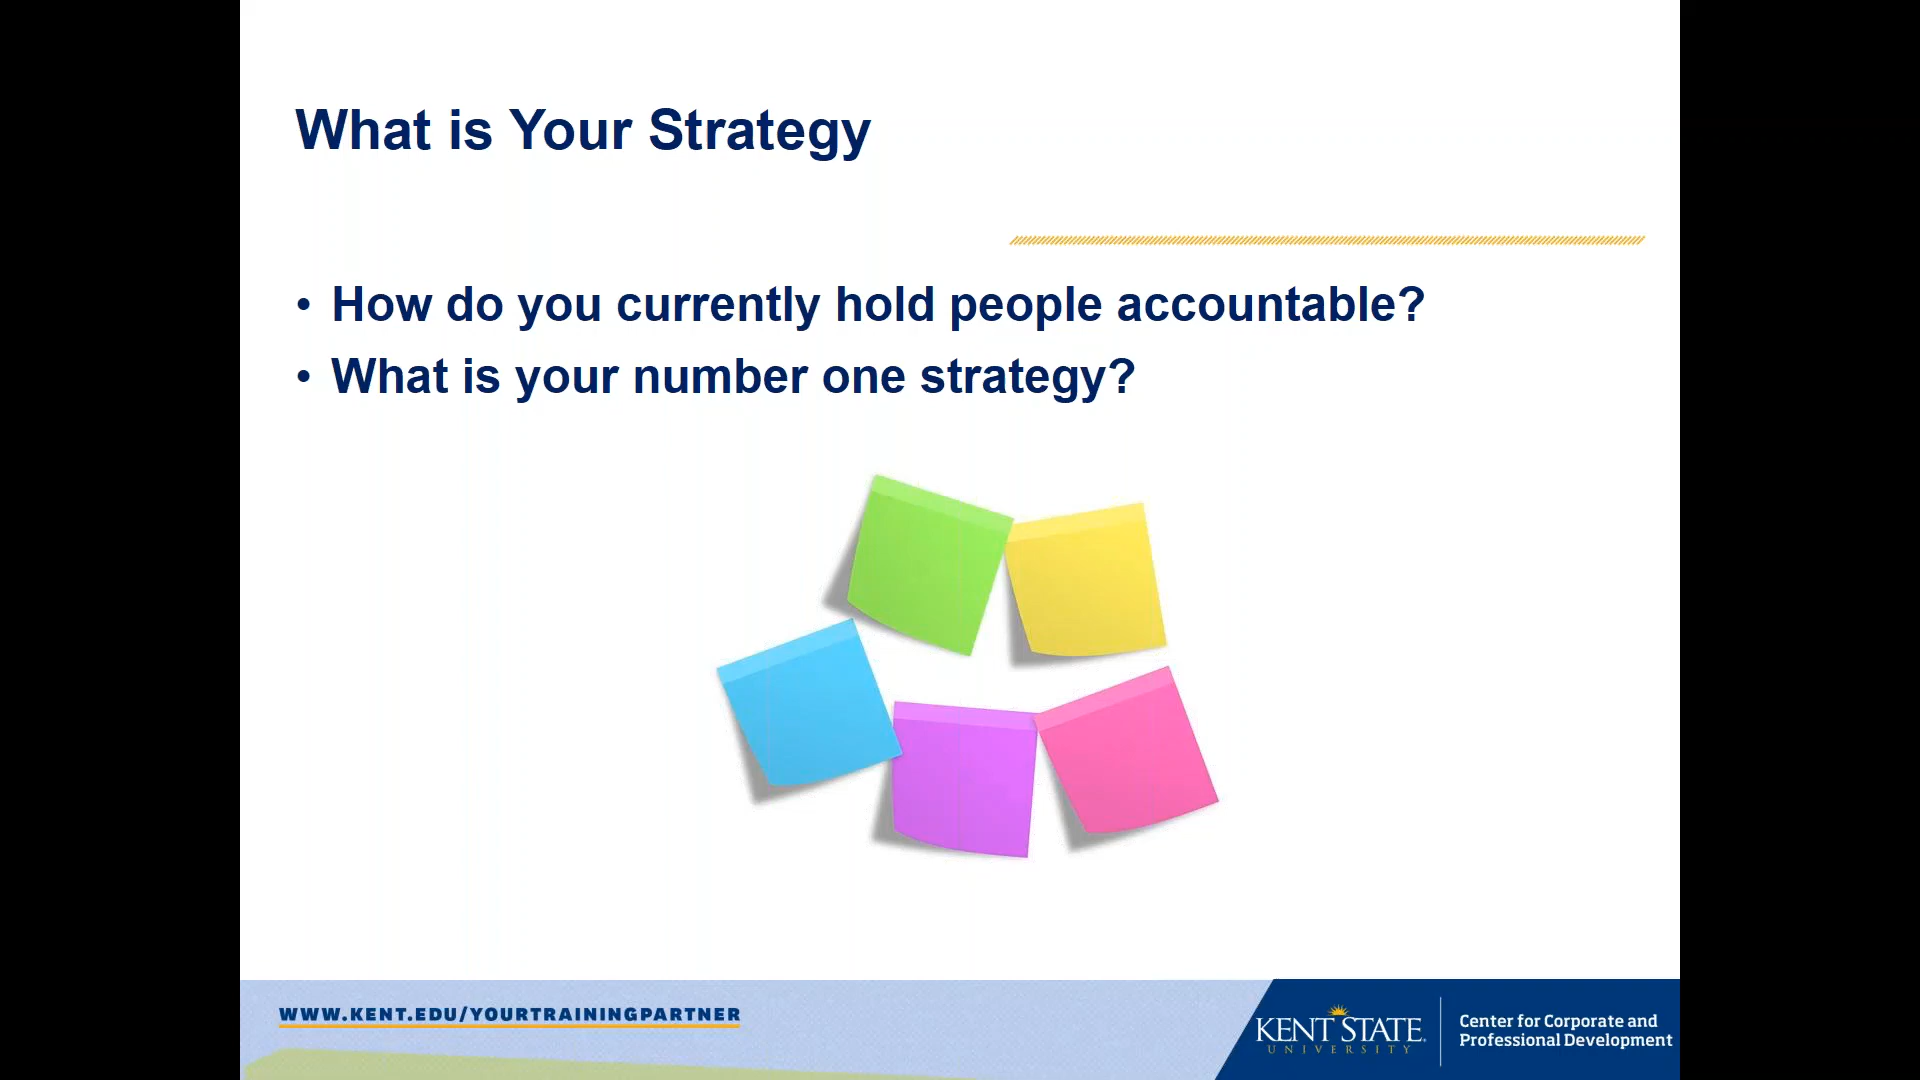 What is Your Strategy
• How do you currently hold people accountable?
• What is your number one strategy?
WWW.KENT.EDU/YOURTRAININGPARTNER
KENT STATE
UNIVERSITY
Center for Corporate and
Professional Development